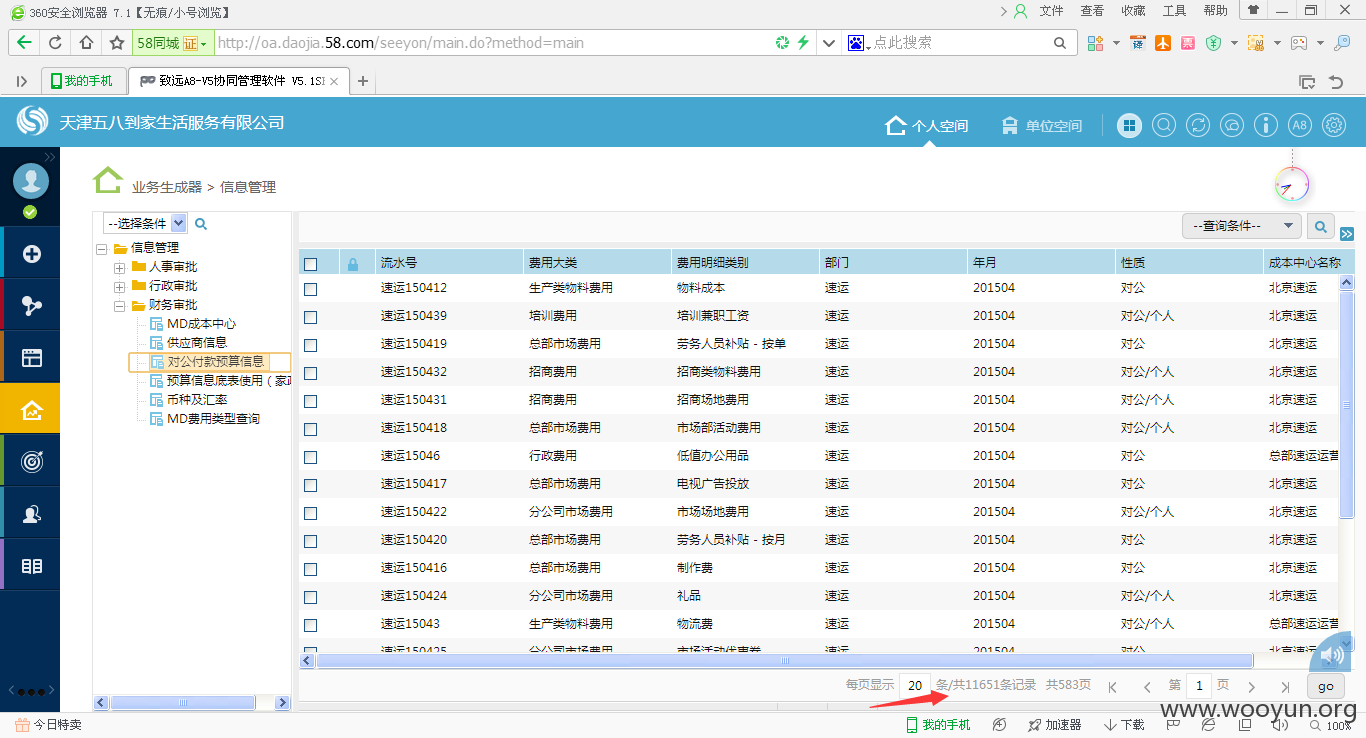 360安全浏览器 7.1【无痕/小号浏览】 文件 查看 收藏 工具 帮助
58同城 证 http://oa.daojia.58.com/seeyon/main.do?method=main 点此搜索 译
我的手机 致远A8-V5协同管理软件 V5.1S
天津五八到家生活服务有限公司 个人空间 单位空间 A8
业务生成器 > 信息管理
--选择条件 --查询条件--
信息管理
人事审批
行政审批
财务审批
MD成本中心
供应商信息
对公付款预算信息
预算信息底表使用（家政
币种及汇率
MD费用类型查询
流水号 费用大类 费用明细类别 部门 年月 性质 成本中心名称
速运150412 生产类物料费用 物料成本 速运 201504 对公 北京速运
速运150439 培训费用 培训兼职工资 速运 201504 对公/个人 北京速运
速运150419 总部市场费用 劳务人员补贴 - 按单 速运 201504 对公 北京速运
速运150432 招商费用 招商类物料费用 速运 201504 对公/个人 北京速运
速运150431 招商费用 招商场地费用 速运 201504 对公/个人 北京速运
速运150418 总部市场费用 市场部活动费用 速运 201504 对公/个人 北京速运
速运15046 行政费用 低值办公用品 速运 201504 对公 总部速运运营
速运150417 总部市场费用 电视广告投放 速运 201504 对公 北京速运
速运150422 分公司市场费用 市场场地费用 速运 201504 对公/个人 北京速运
速运150420 总部市场费用 劳务人员补贴 - 按月 速运 201504 对公 北京速运
速运150416 总部市场费用 制作费 速运 201504 对公 北京速运
速运150424 分公司市场费用 礼品 速运 201504 对公/个人 北京速运
速运15043 生产类物料费用 物流费 速运 201504 对公/个人 总部速运运营
速运150425 分公司市场费用 市场活动优惠券 速运 201504 对公 北京速运
每页显示 20 条/共11651条记录 共583页 第 1 页 go
www.wooyun.org
今日特卖 我的手机 加速器 下载 100%